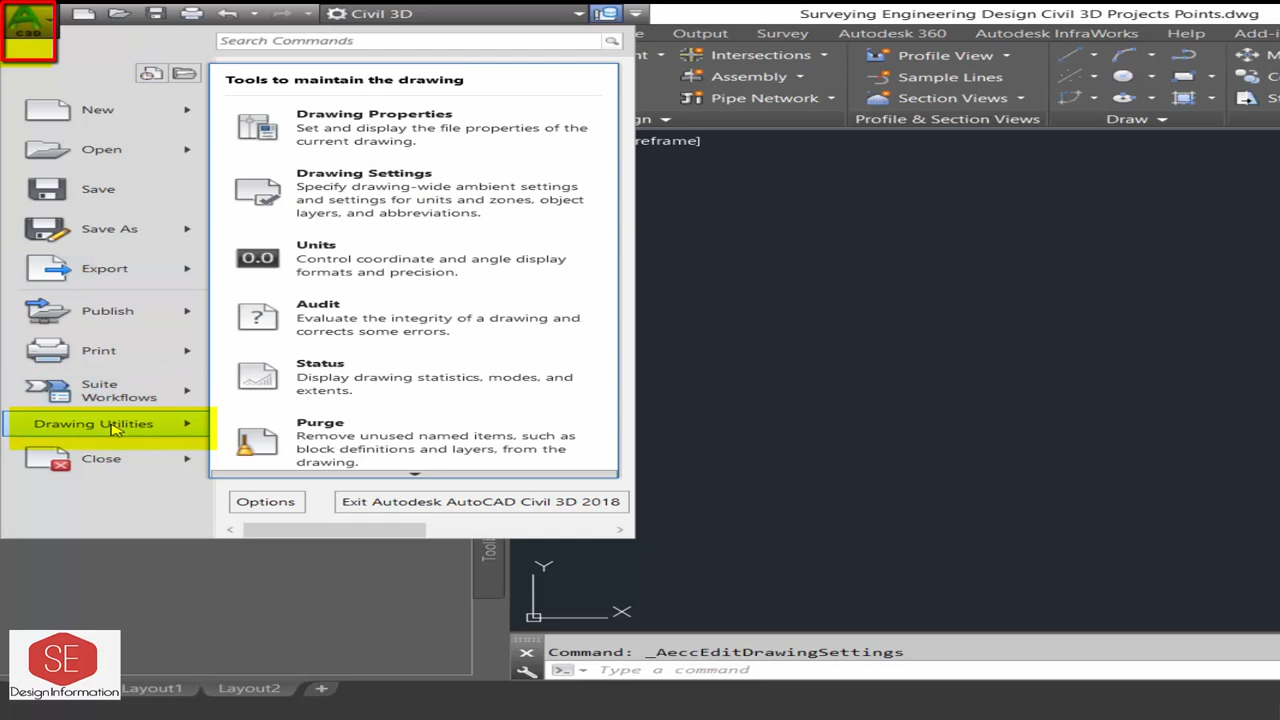 C3D
Civil 3D
Surveying Engineering Design Civil 3D Projects Points.dwg
Search Commands
Output
Survey
Autodesk 360
Autodesk InfraWorks
Help
Add-i
Intersections
Profile View
Assembly
Sample Lines
Pipe Network
Section Views
Profile & Section Views
Draw
reframe]
New
Open
Save
Save As
Export
Publish
Print
Suite
Workflows
Drawing Utilities
Close
Tools to maintain the drawing
Drawing Properties
Set and display the file properties of the
current drawing.
Drawing Settings
Specify drawing-wide ambient settings
and settings for units and zones, object
layers, and abbreviations.
0.0
Units
Control coordinate and angle display
formats and precision.
Audit
Evaluate the integrity of a drawing and
corrects some errors.
Status
Display drawing statistics, modes, and
extents.
Purge
Remove unused named items, such as
block definitions and layers, from the
drawing.
Options
Exit Autodesk AutoCAD Civil 3D 2018
Y
X
Command: _AeccEditDrawingSettings
Type a command
SE
Design Information
Layout1
Layout2